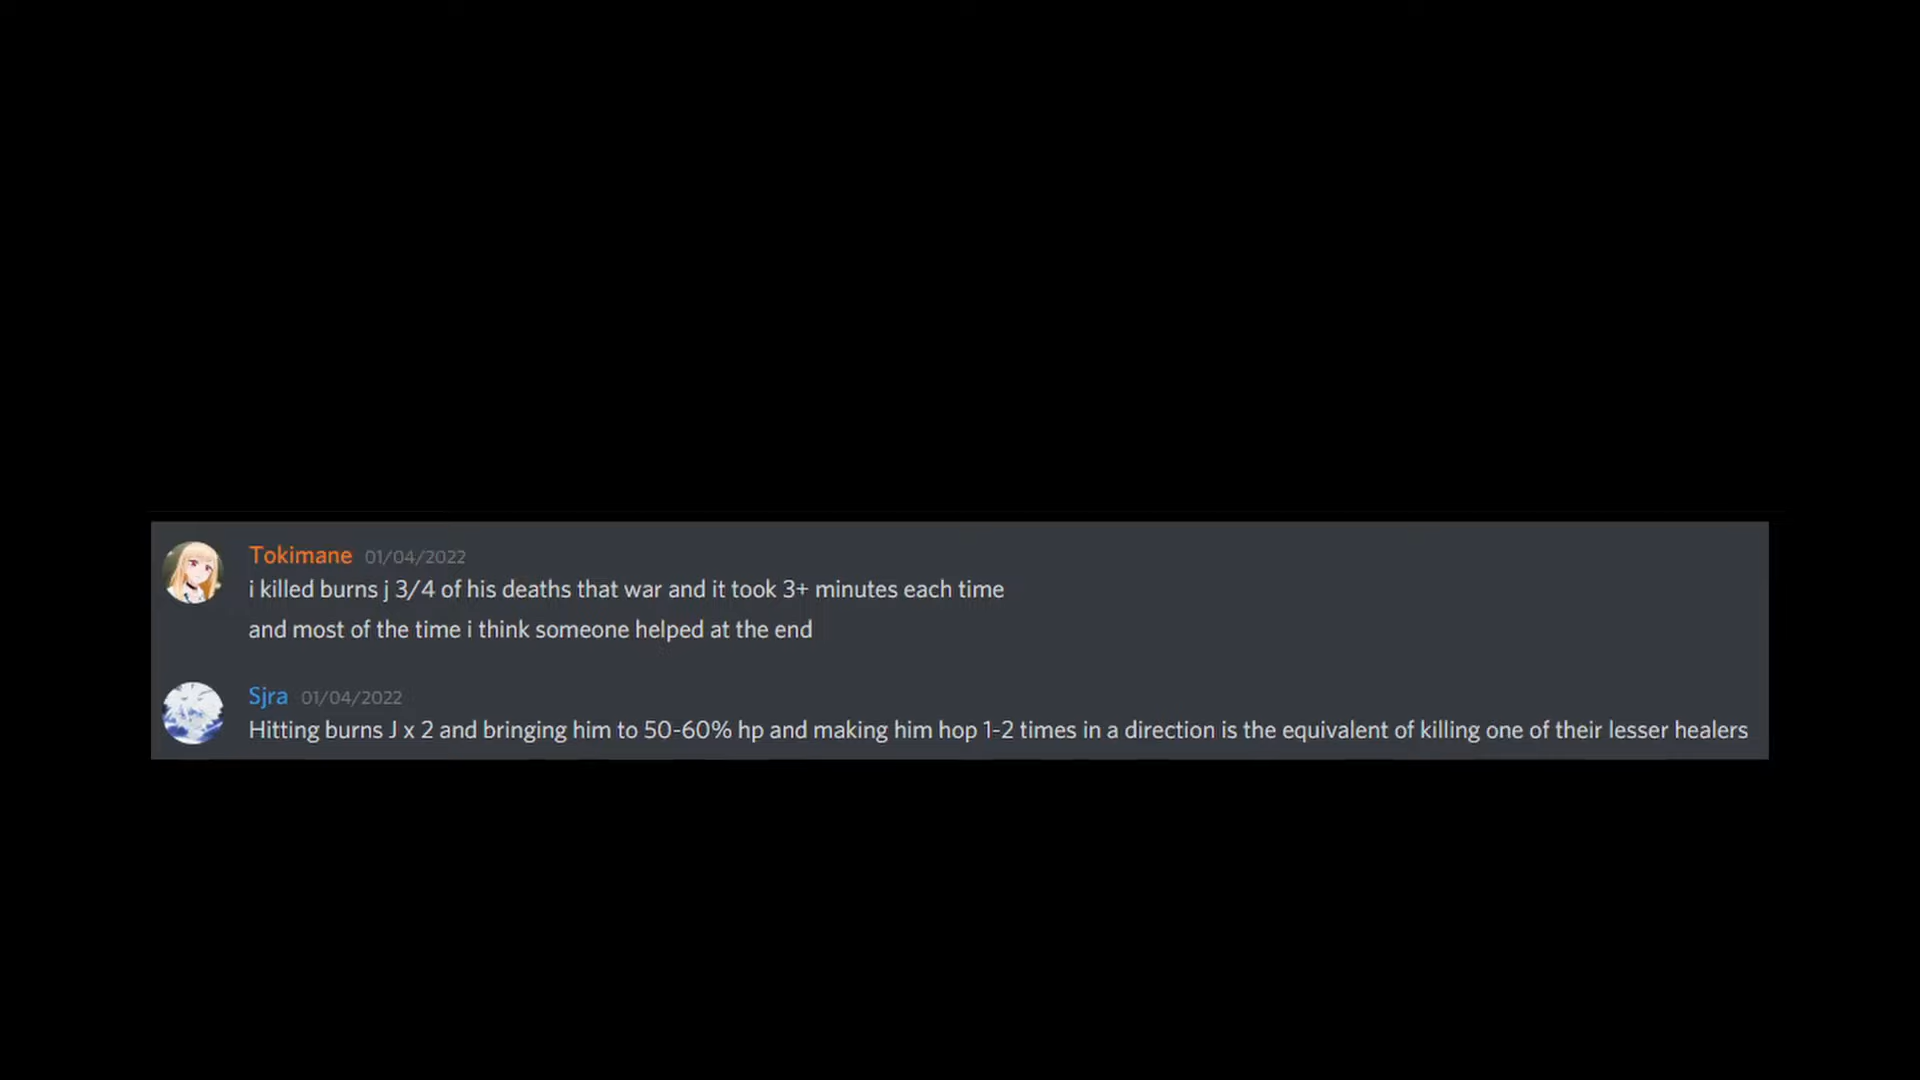 Tokimane 01/04/2022
i killed burns j 3/4 of his deaths that war and it took 3+ minutes each time
and most of the time i think someone helped at the end
Sjra 01/04/2022
Hitting burns J x 2 and bringing him to 50-60% hp and making him hop 1-2 times in a direction is the equivalent of killing one of their lesser healers